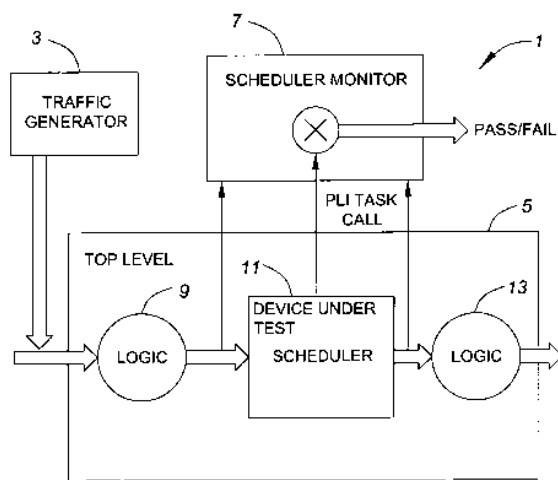 3
7
1
TRAFFIC
GENERATOR
SCHEDULER MONITOR
PASS/FAIL
PLI TASK
CALL
5
TOP LEVEL
9
11
13
DEVICE UNDER
TEST
LOGIC
SCHEDULER
LOGIC